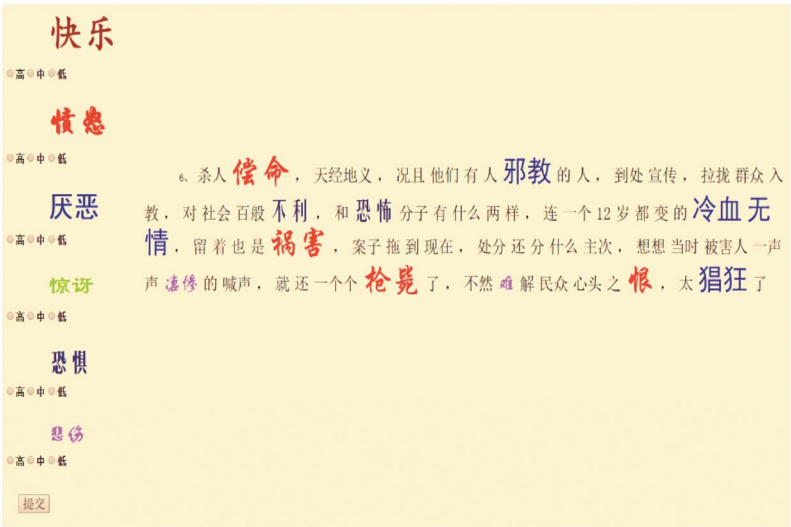 快乐
高 中 低
愤怒
高 中 低
厌恶
高 中 低
惊讶
高 中 低
恐惧
高 中 低
悲伤
高 中 低
提交
6、杀人偿命，天经地义，况且他们有人邪教的人，到处宣传，拉拢群众入
教，对社会百般不利，和恐怖分子有什么两样，连一个12岁都变的冷血无
情，留着也是祸害，案子拖到现在，处分还分什么主次，想想当时被害人一声
声凄惨的喊声，就还一个个枪毙了，不然难解民众心头之恨，太猖狂了